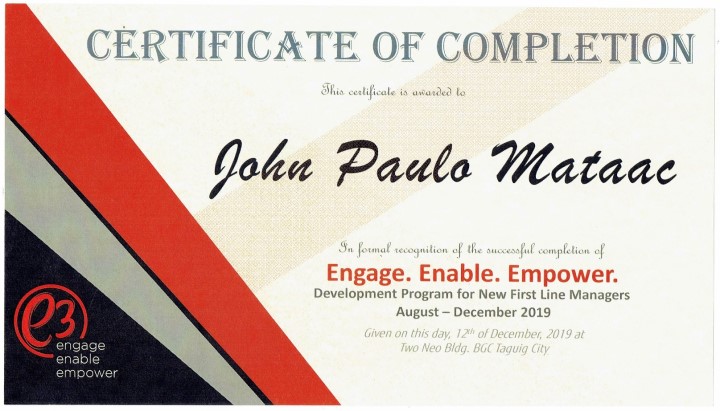 CERTIFICATE OF COMPLETION
This certificate is awarded to
John Paulo Mataac
In formal recognition of the successful completion of
Engage. Enable. Empower.
Development Program for New First Line Managers
August – December 2019
Given on this day, 12th of December, 2019 at
Two Neo Bldg. BGC Taguig City
e3
engage
enable
empower